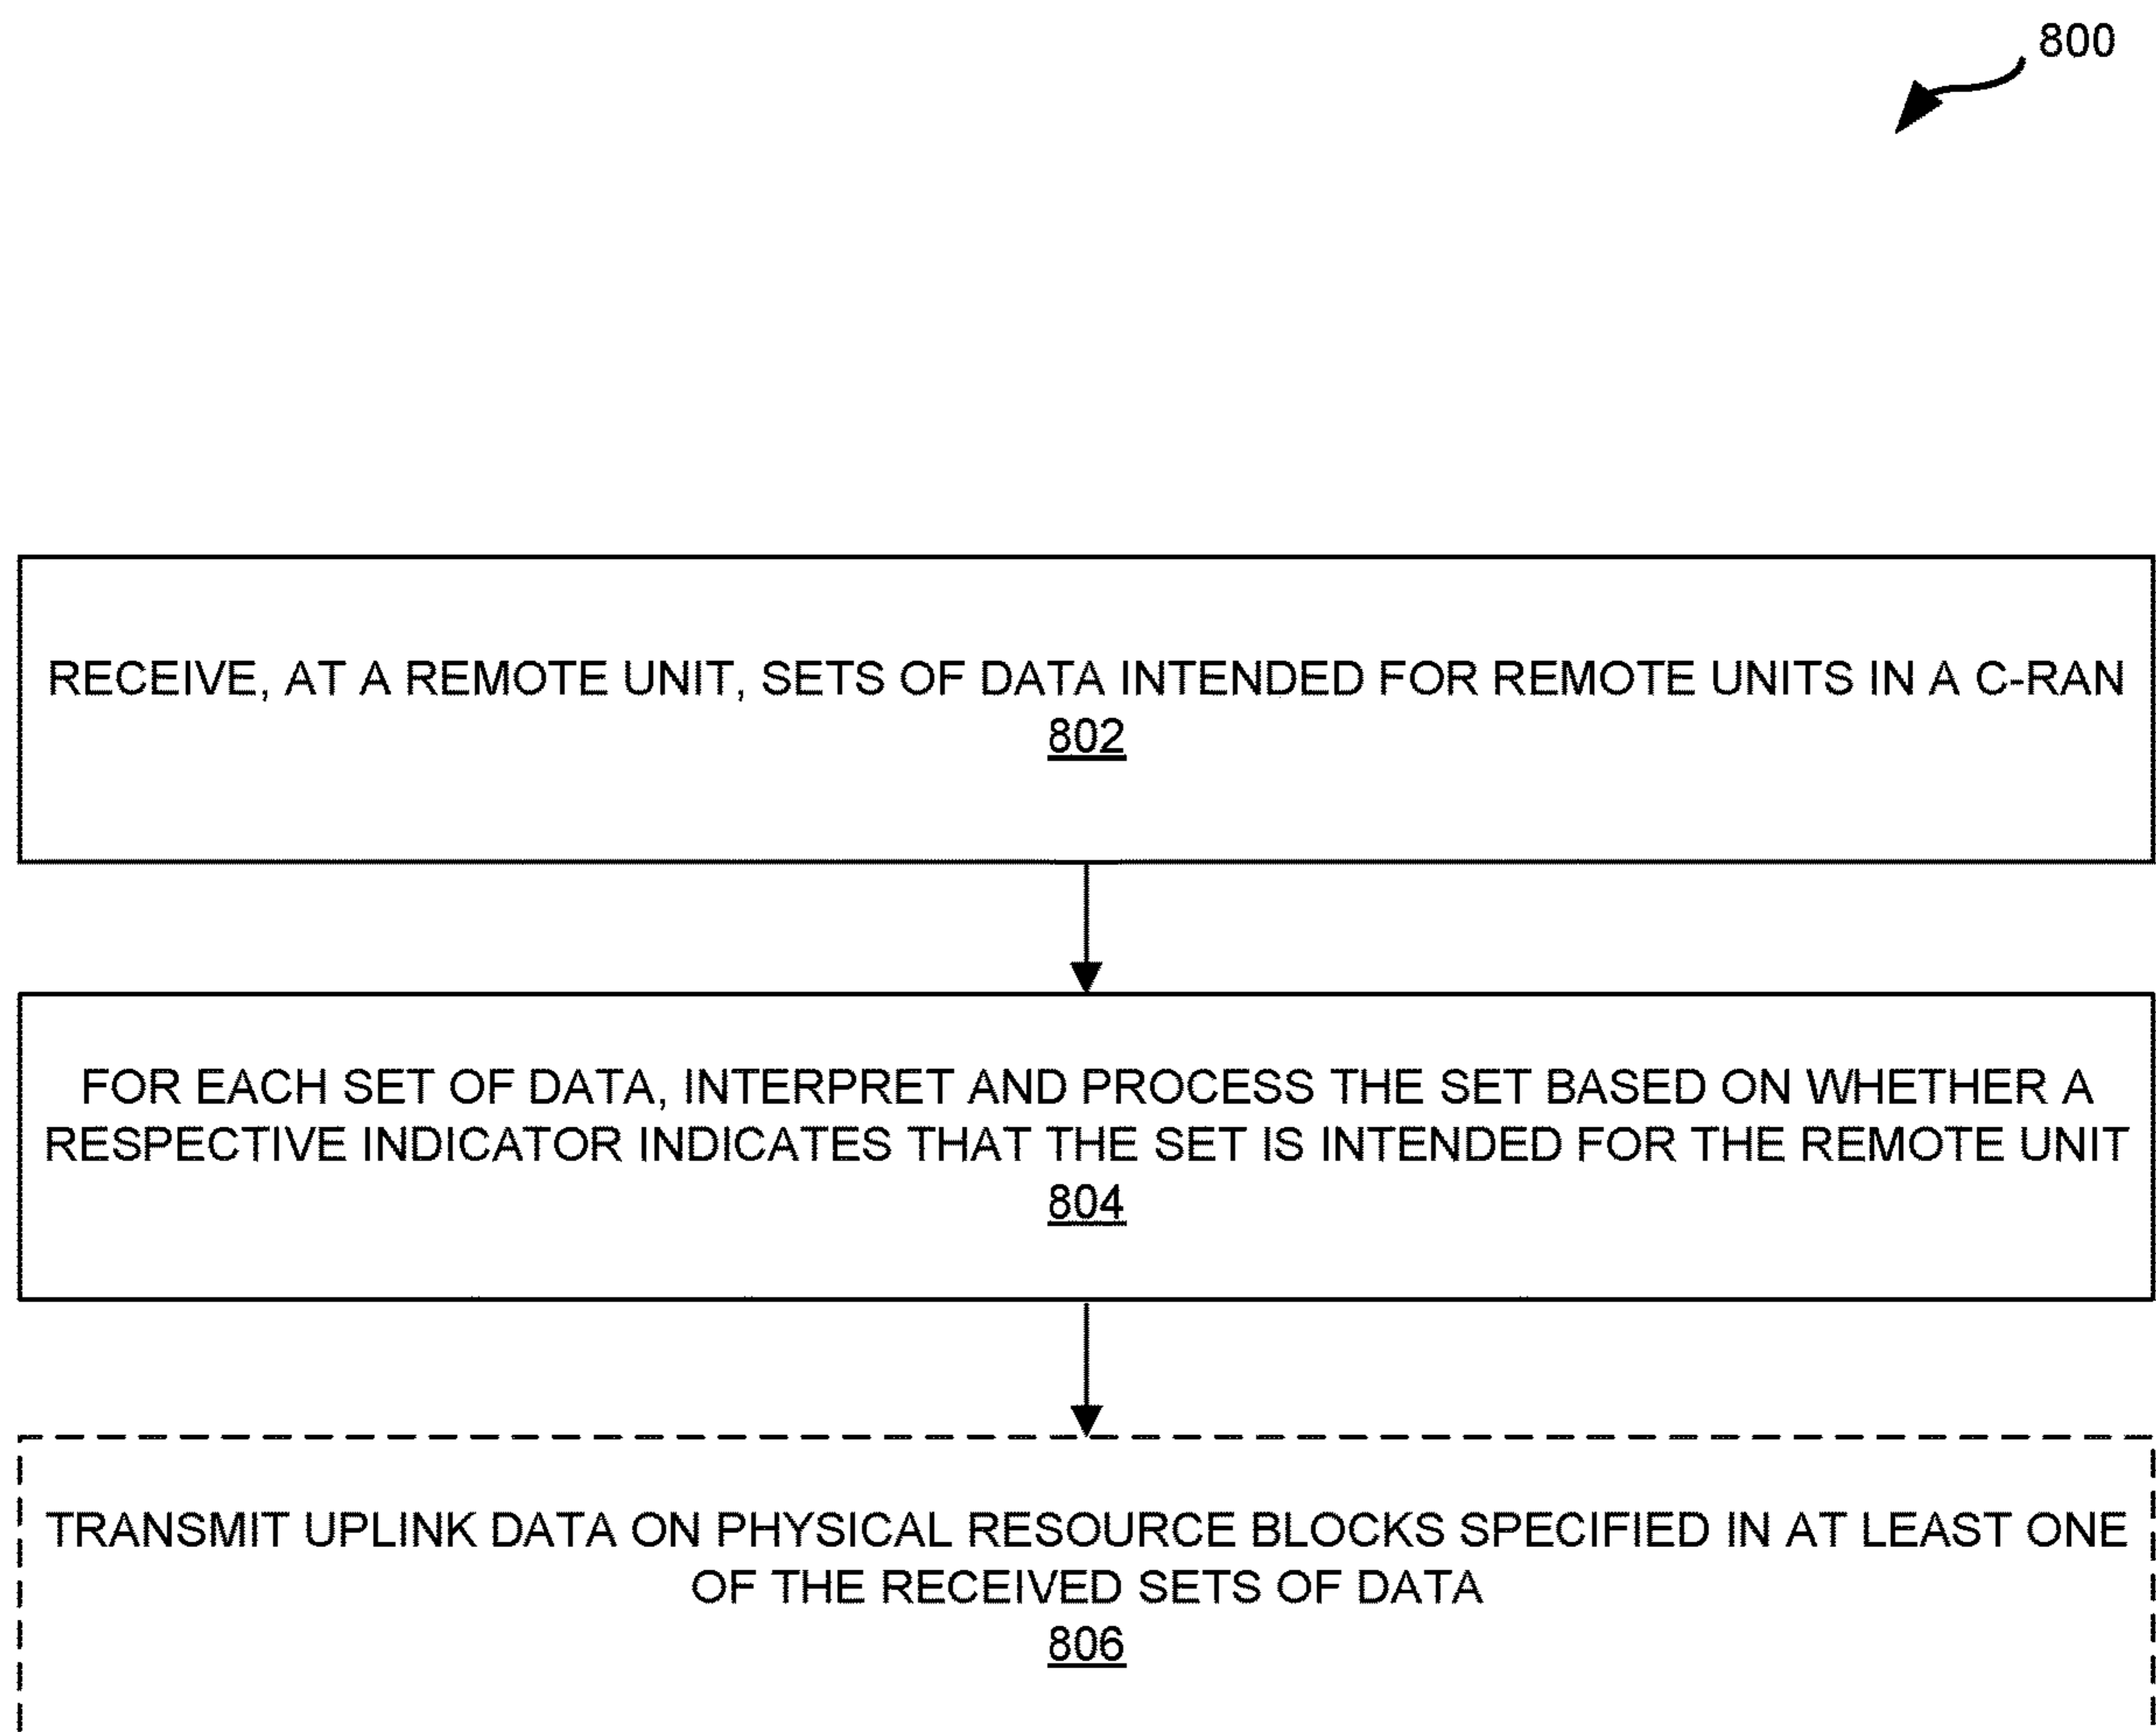 800
RECEIVE, AT A REMOTE UNIT, SETS OF DATA INTENDED FOR REMOTE UNITS IN A C-RAN
802
FOR EACH SET OF DATA, INTERPRET AND PROCESS THE SET BASED ON WHETHER A
RESPECTIVE INDICATOR INDICATES THAT THE SET IS INTENDED FOR THE REMOTE UNIT
804
TRANSMIT UPLINK DATA ON PHYSICAL RESOURCE BLOCKS SPECIFIED IN AT LEAST ONE
OF THE RECEIVED SETS OF DATA
806